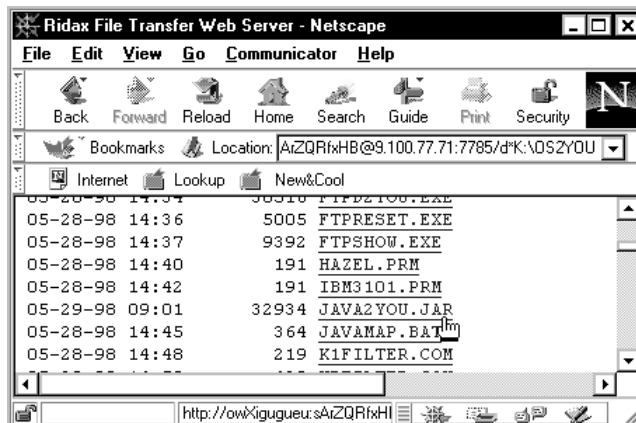 Ridax File Transfer Web Server - Netscape
File Edit View Go Communicator Help
Back Forward Reload Home Search Guide Print Security N
Bookmarks Location: ArZQRfxHB@9.100.77.71:7785/d*K:\OS2YOU
Internet Lookup New&Cool
05-28-98 14:36 5005 FTPRESET.EXE
05-28-98 14:37 9392 FTPSHOW.EXE
05-28-98 14:40 191 HAZEL.PRM
05-28-98 14:42 191 IBM3101.PRM
05-29-98 09:01 32934 JAVA2YOU.JAR
05-28-98 14:45 364 JAVAMAP.BAT
05-28-98 14:48 219 K1FILTER.COM
http://owXigugueu:sArZQRfxHI